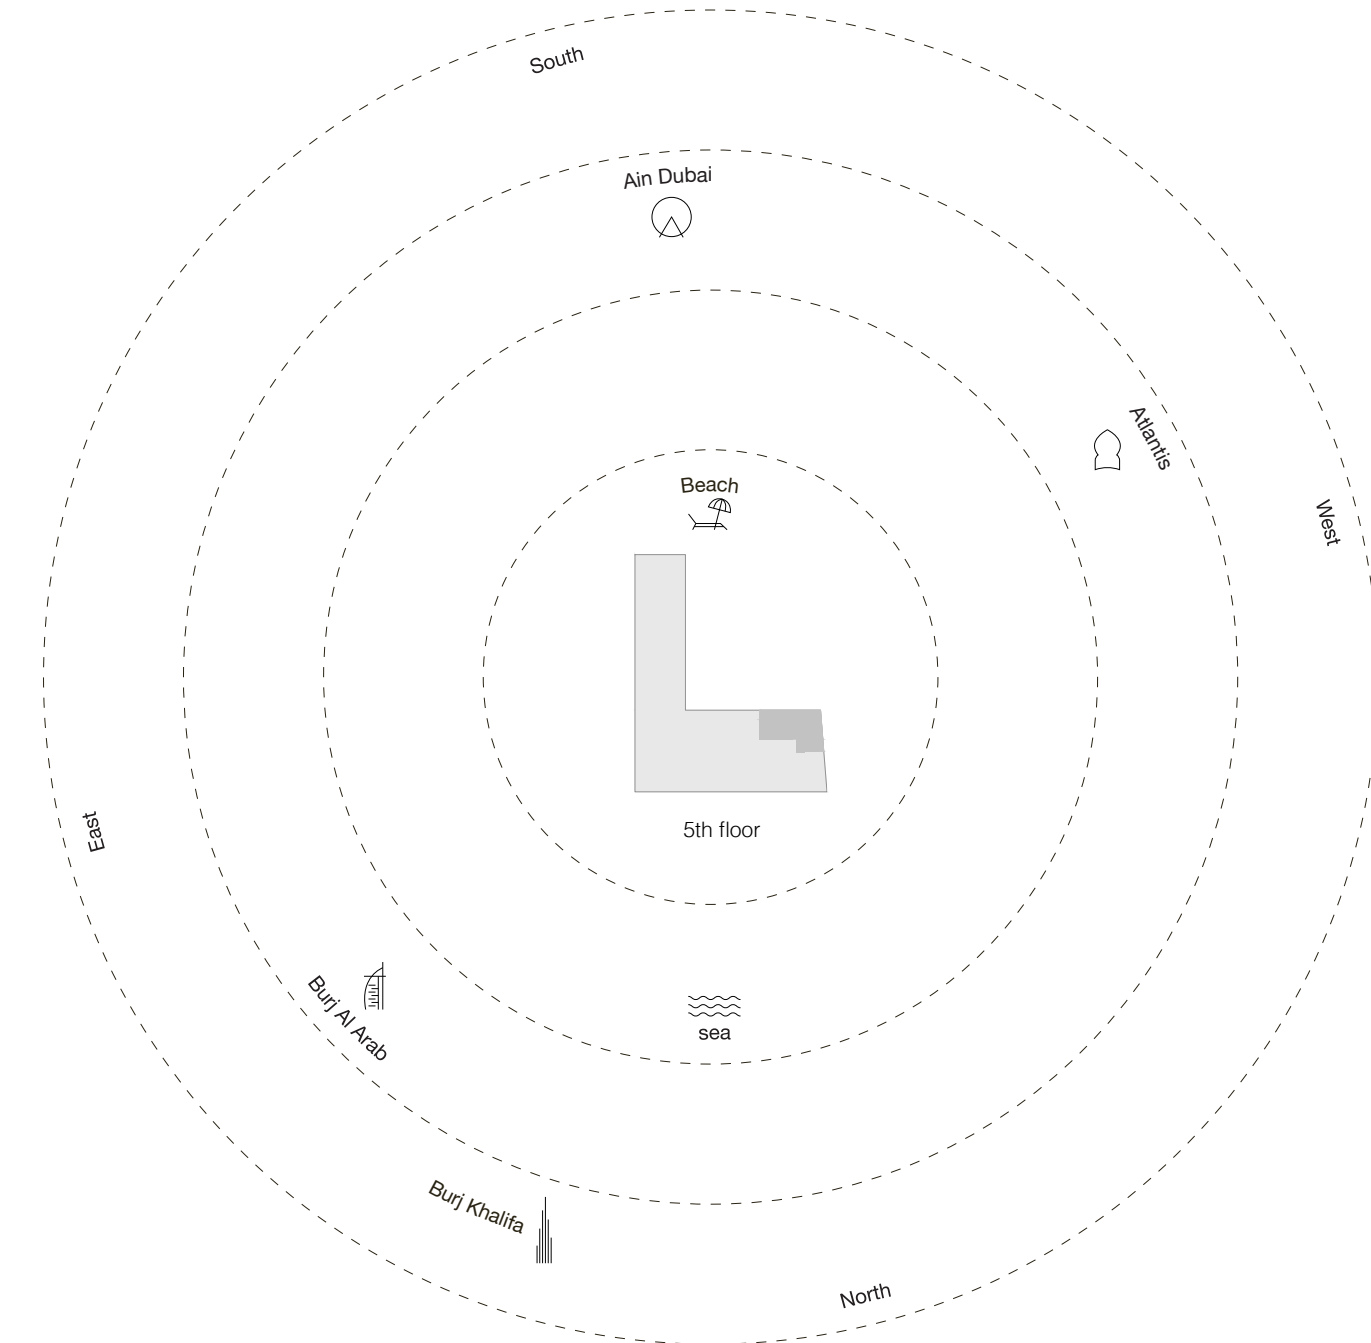 South
Ain Dubai
Atlantis
Beach
West
5th floor
East
Burj Al Arab
sea
Burj Khalifa
North